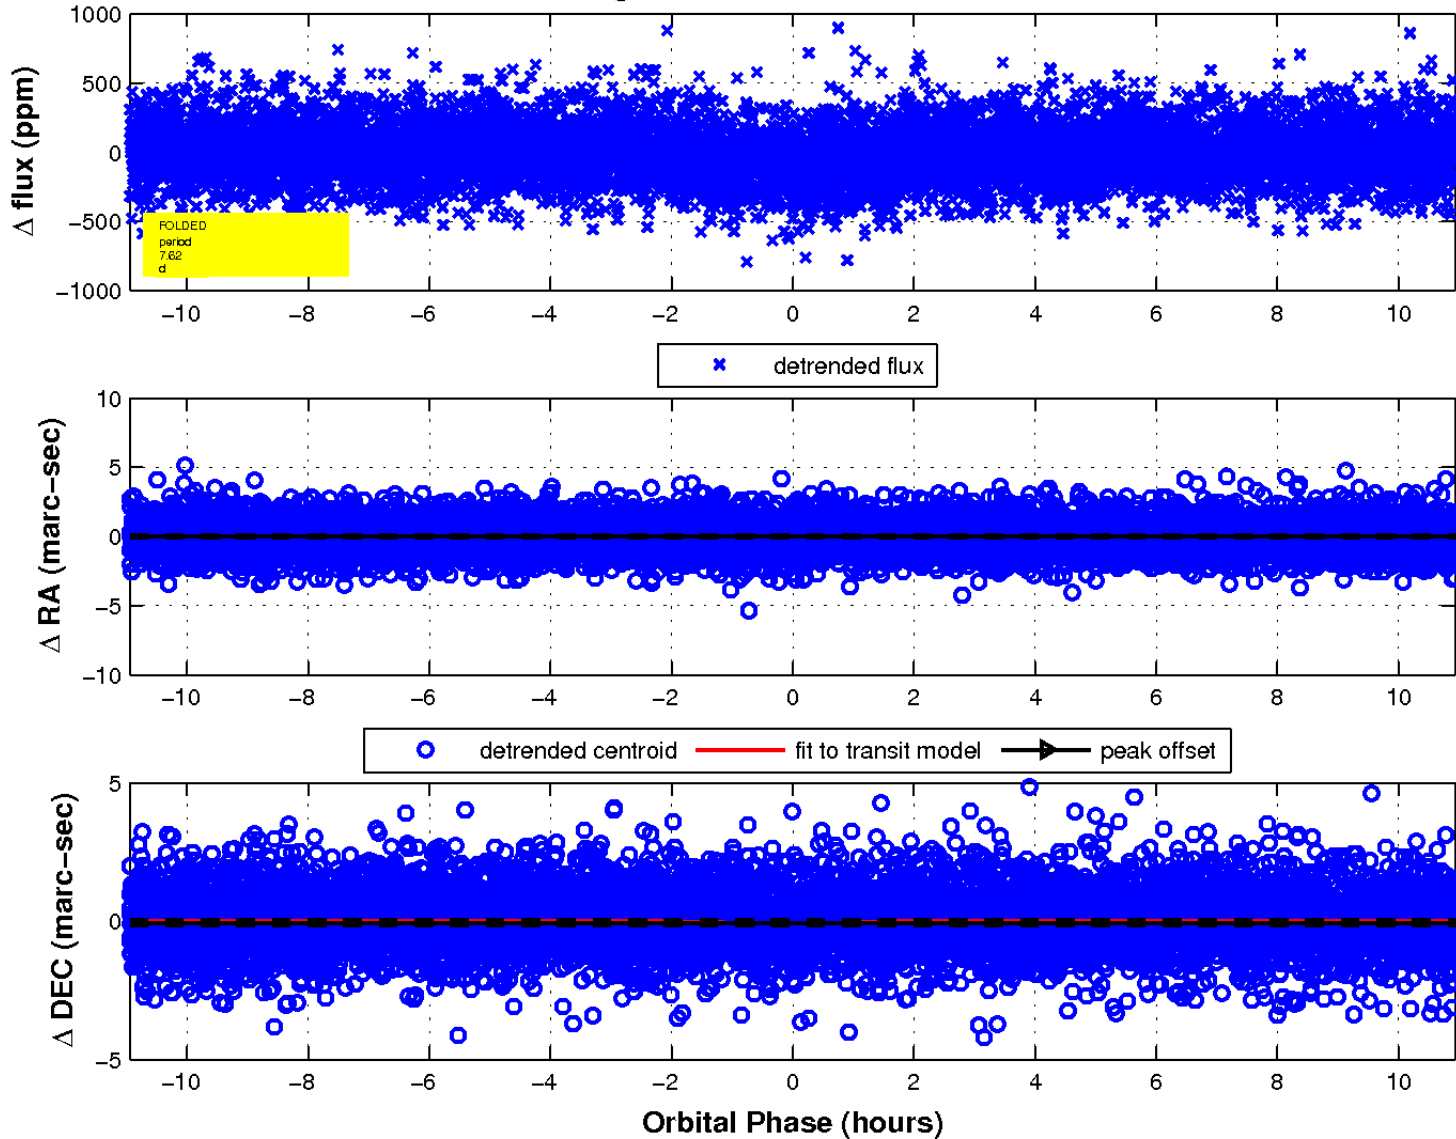 1000
500
0
−500
−1000
Δ flux (ppm)
FOLDED
period
7.62
d
−10 −8 −6 −4 −2 0 2 4 6 8 10
detrended flux
10
5
0
−5
−10
Δ RA (marc−sec)
−10 −8 −6 −4 −2 0 2 4 6 8 10
detrended centroid fit to transit model peak offset
5
0
−5
Δ DEC (marc−sec)
−10 −8 −6 −4 −2 0 2 4 6 8 10
Orbital Phase (hours)